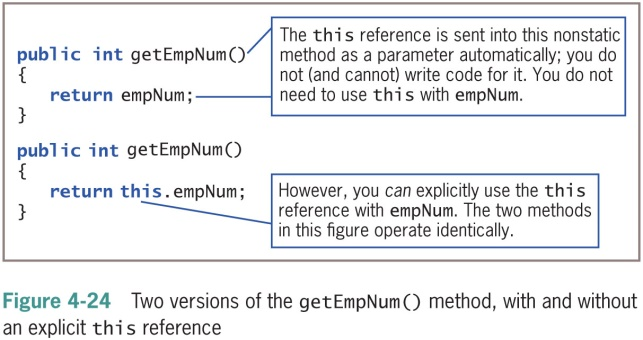 public int getEmpNum()
{
return empNum;
}
The this reference is sent into this nonstatic
method as a parameter automatically; you do
not (and cannot) write code for it. You do not
need to use this with empNum.
public int getEmpNum()
{
return this.empNum;
}
However, you can explicitly use the this
reference with empNum. The two methods
in this figure operate identically.
Figure 4-24 Two versions of the getEmpNum() method, with and without
an explicit this reference